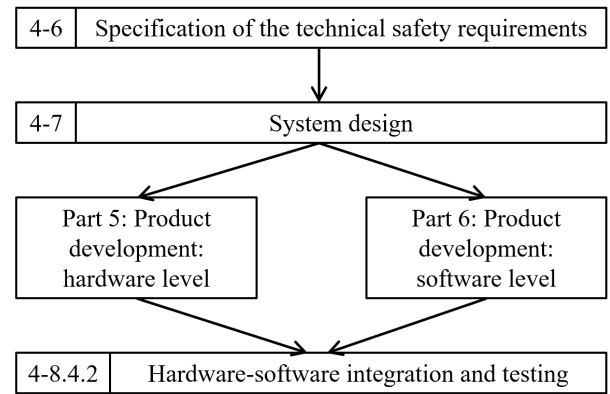 4-6 Specification of the technical safety requirements
4-7 System design
Part 5: Product
development:
hardware level
Part 6: Product
development:
software level
4-8.4.2 Hardware-software integration and testing